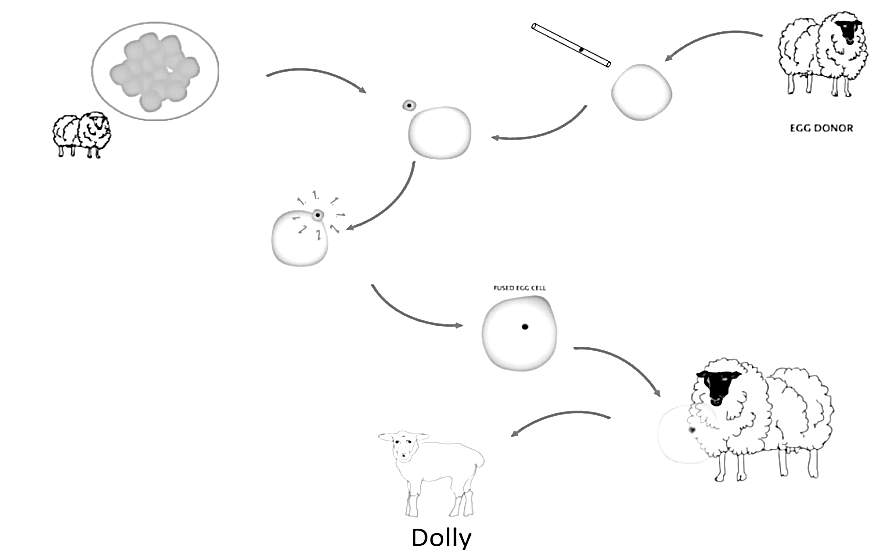 EGG DONOR
FUSED EGG CELL
Dolly